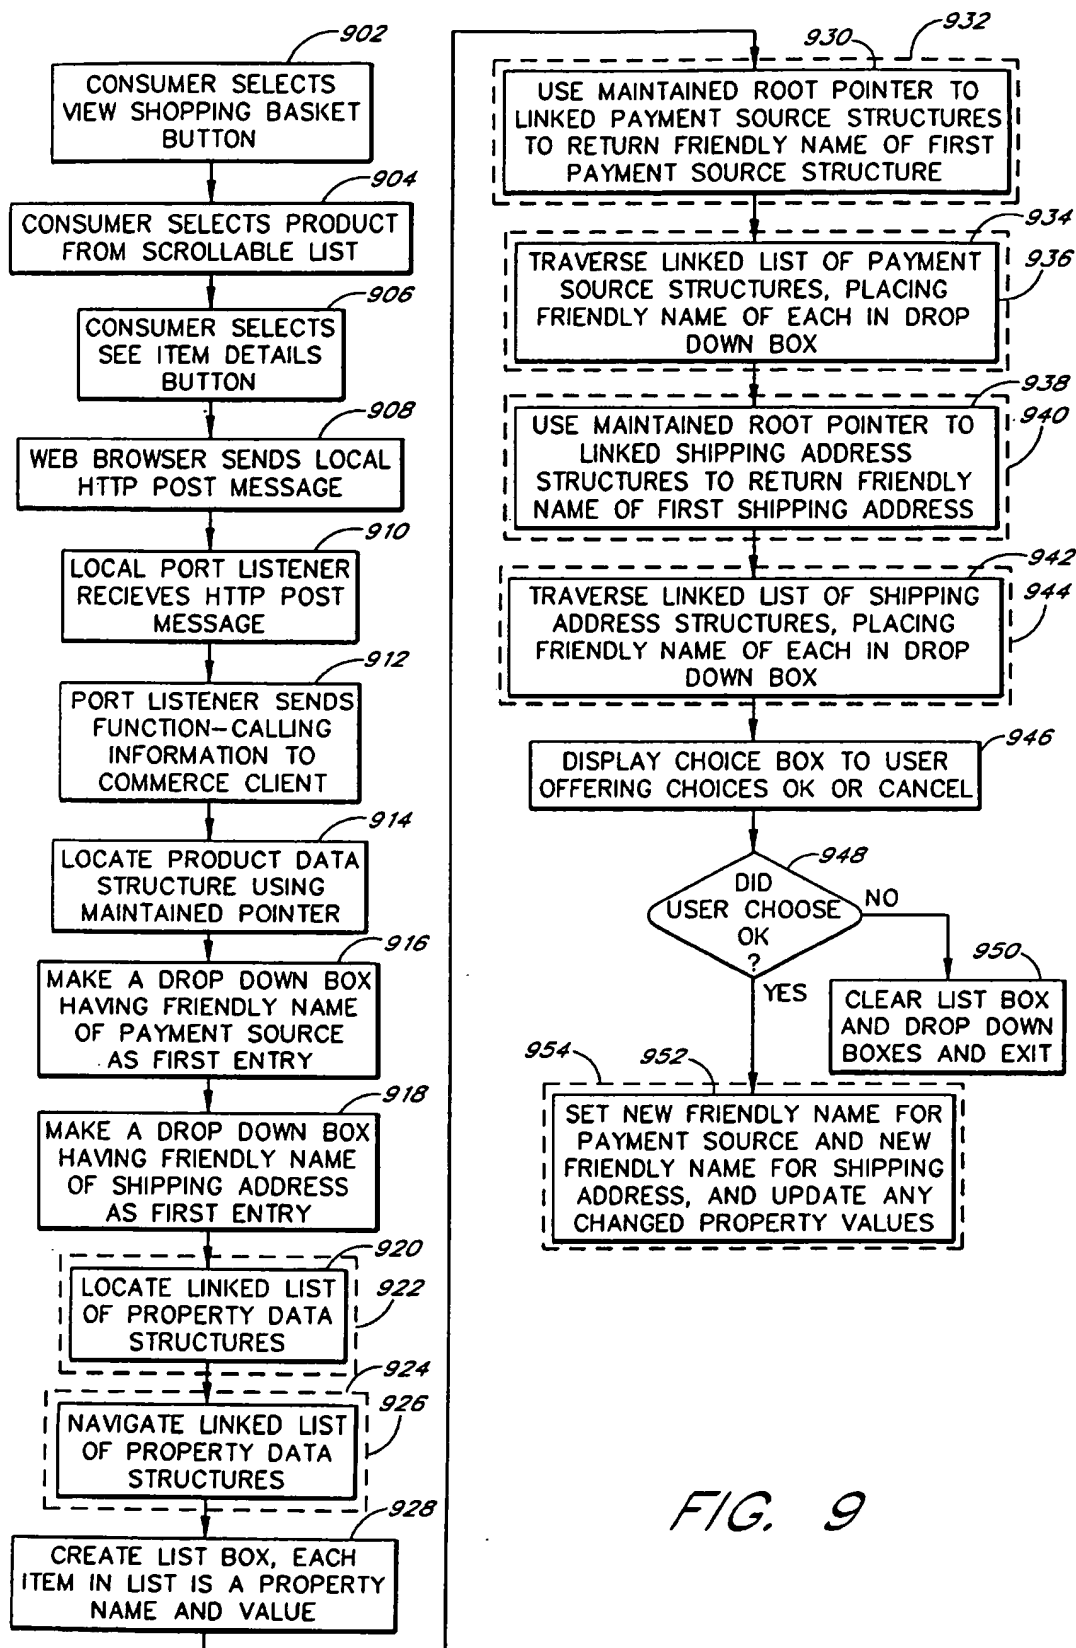 902
CONSUMER SELECTS
VIEW SHOPPING BASKET
BUTTON
904
CONSUMER SELECTS PRODUCT
FROM SCROLLABLE LIST
906
CONSUMER SELECTS
SEE ITEM DETAILS
BUTTON
908
WEB BROWSER SENDS LOCAL
HTTP POST MESSAGE
910
LOCAL PORT LISTENER
RECIEVES HTTP POST
MESSAGE
912
PORT LISTENER SENDS
FUNCTION-CALLING
INFORMATION TO
COMMERCE CLIENT
914
LOCATE PRODUCT DATA
STRUCTURE USING
MAINTAINED POINTER
916
MAKE A DROP DOWN BOX
HAVING FRIENDLY NAME
OF PAYMENT SOURCE
AS FIRST ENTRY
918
MAKE A DROP DOWN BOX
HAVING FRIENDLY NAME
OF SHIPPING ADDRESS
AS FIRST ENTRY
920
922
LOCATE LINKED LIST
OF PROPERTY DATA
STRUCTURES
924
926
NAVIGATE LINKED LIST
OF PROPERTY DATA
STRUCTURES
928
CREATE LIST BOX, EACH
ITEM IN LIST IS A PROPERTY
NAME AND VALUE
930
932
USE MAINTAINED ROOT POINTER TO
LINKED PAYMENT SOURCE STRUCTURES
TO RETURN FRIENDLY NAME OF FIRST
PAYMENT SOURCE STRUCTURE
934
936
TRAVERSE LINKED LIST OF PAYMENT
SOURCE STRUCTURES, PLACING
FRIENDLY NAME OF EACH IN DROP
DOWN BOX
938
940
USE MAINTAINED ROOT POINTER TO
LINKED SHIPPING ADDRESS
STRUCTURES TO RETURN FRIENDLY
NAME OF FIRST SHIPPING ADDRESS
942
944
TRAVERSE LINKED LIST OF SHIPPING
ADDRESS STRUCTURES, PLACING
FRIENDLY NAME OF EACH IN DROP
DOWN BOX
946
DISPLAY CHOICE BOX TO USER
OFFERING CHOICES OK OR CANCEL
948
DID
USER CHOOSE
OK
?
NO
YES
950
CLEAR LIST BOX
AND DROP DOWN
BOXES AND EXIT
954
952
SET NEW FRIENDLY NAME FOR
PAYMENT SOURCE AND NEW
FRIENDLY NAME FOR SHIPPING
ADDRESS, AND UPDATE ANY
CHANGED PROPERTY VALUES
FIG. 9